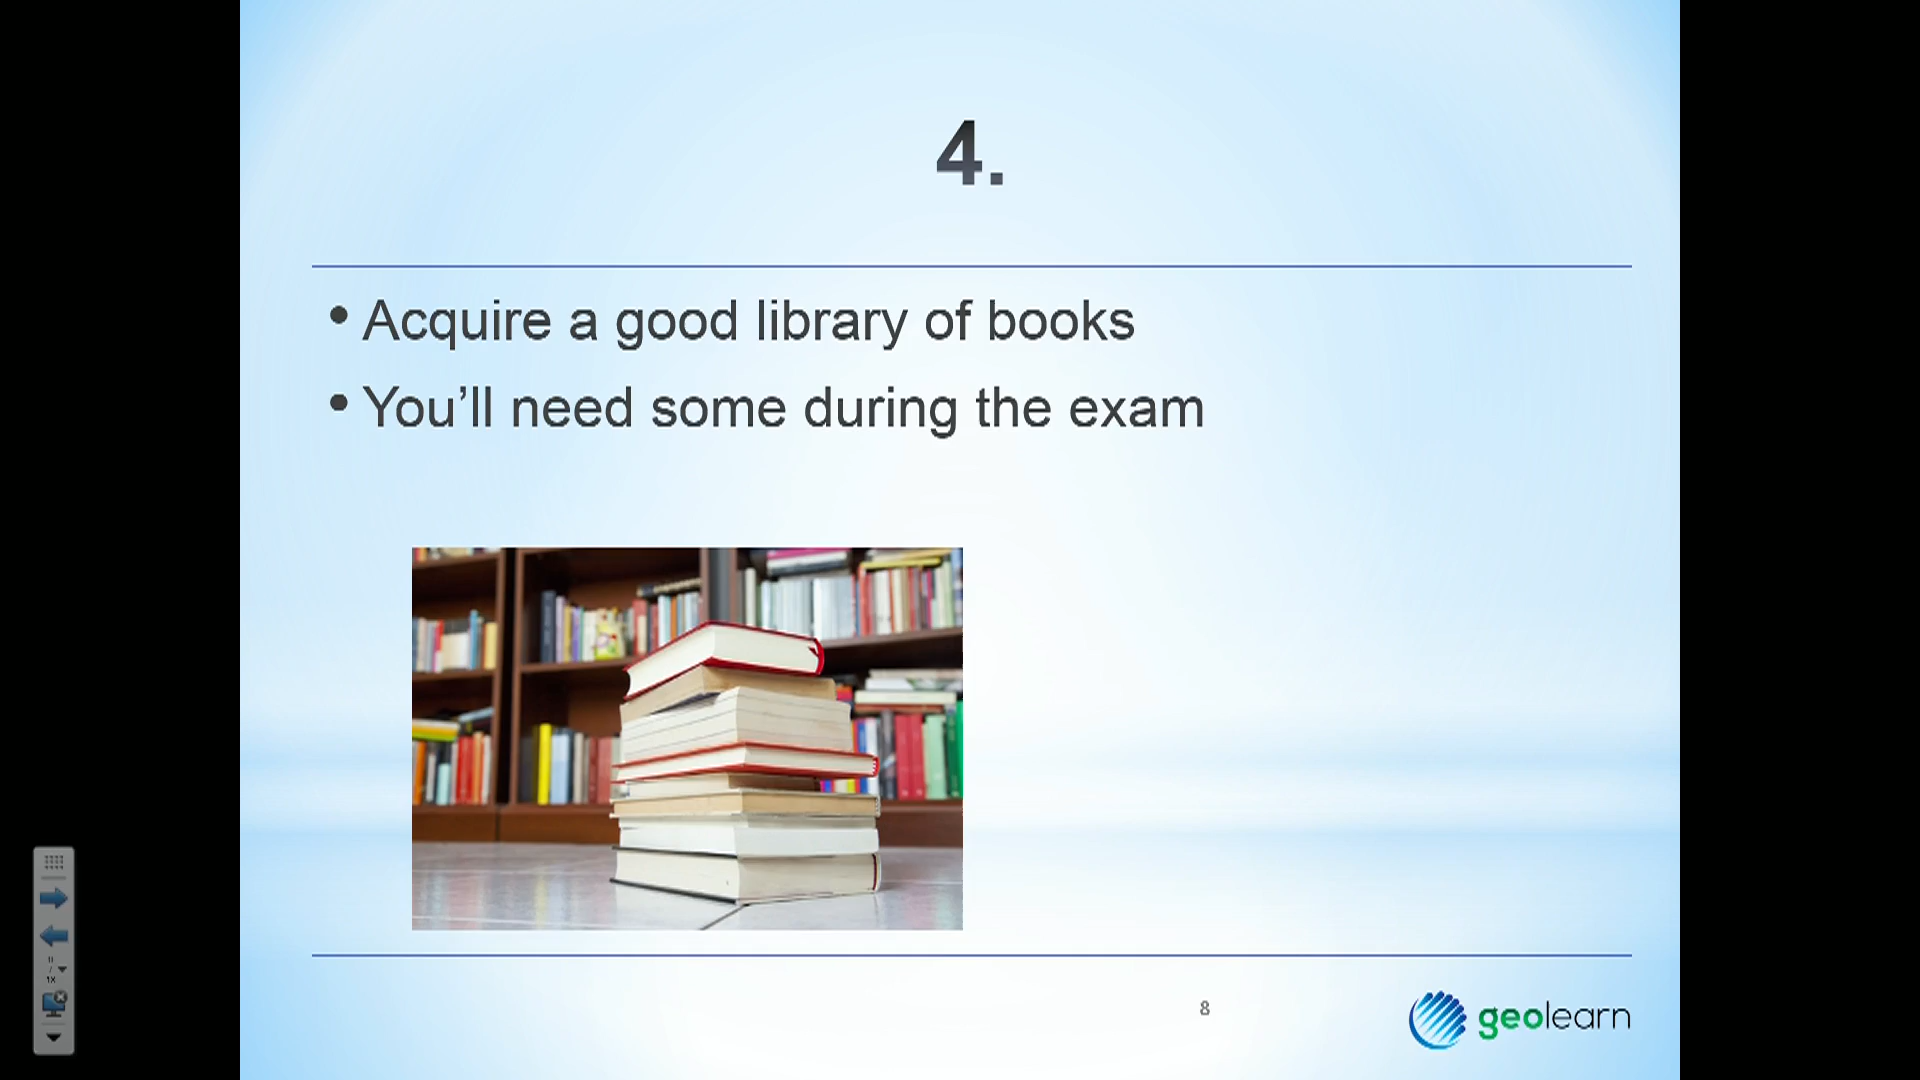 4.
• Acquire a good library of books
• You’ll need some during the exam
8
geolearn